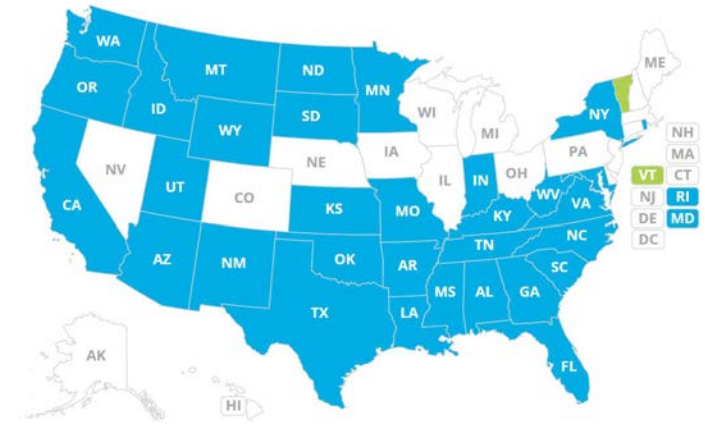 WA
MT
ND
MN
OR
ID
SD
WY
WI
MI
ME
NY
NH
MA
VT
CT
NJ
RI
DE
MD
DC
NV
UT
CO
NE
IA
IL
IN
OH
PA
CA
KS
MO
KY
WV
VA
AZ
NM
OK
AR
TN
NC
SC
TX
LA
MS
AL
GA
FL
AK
HI